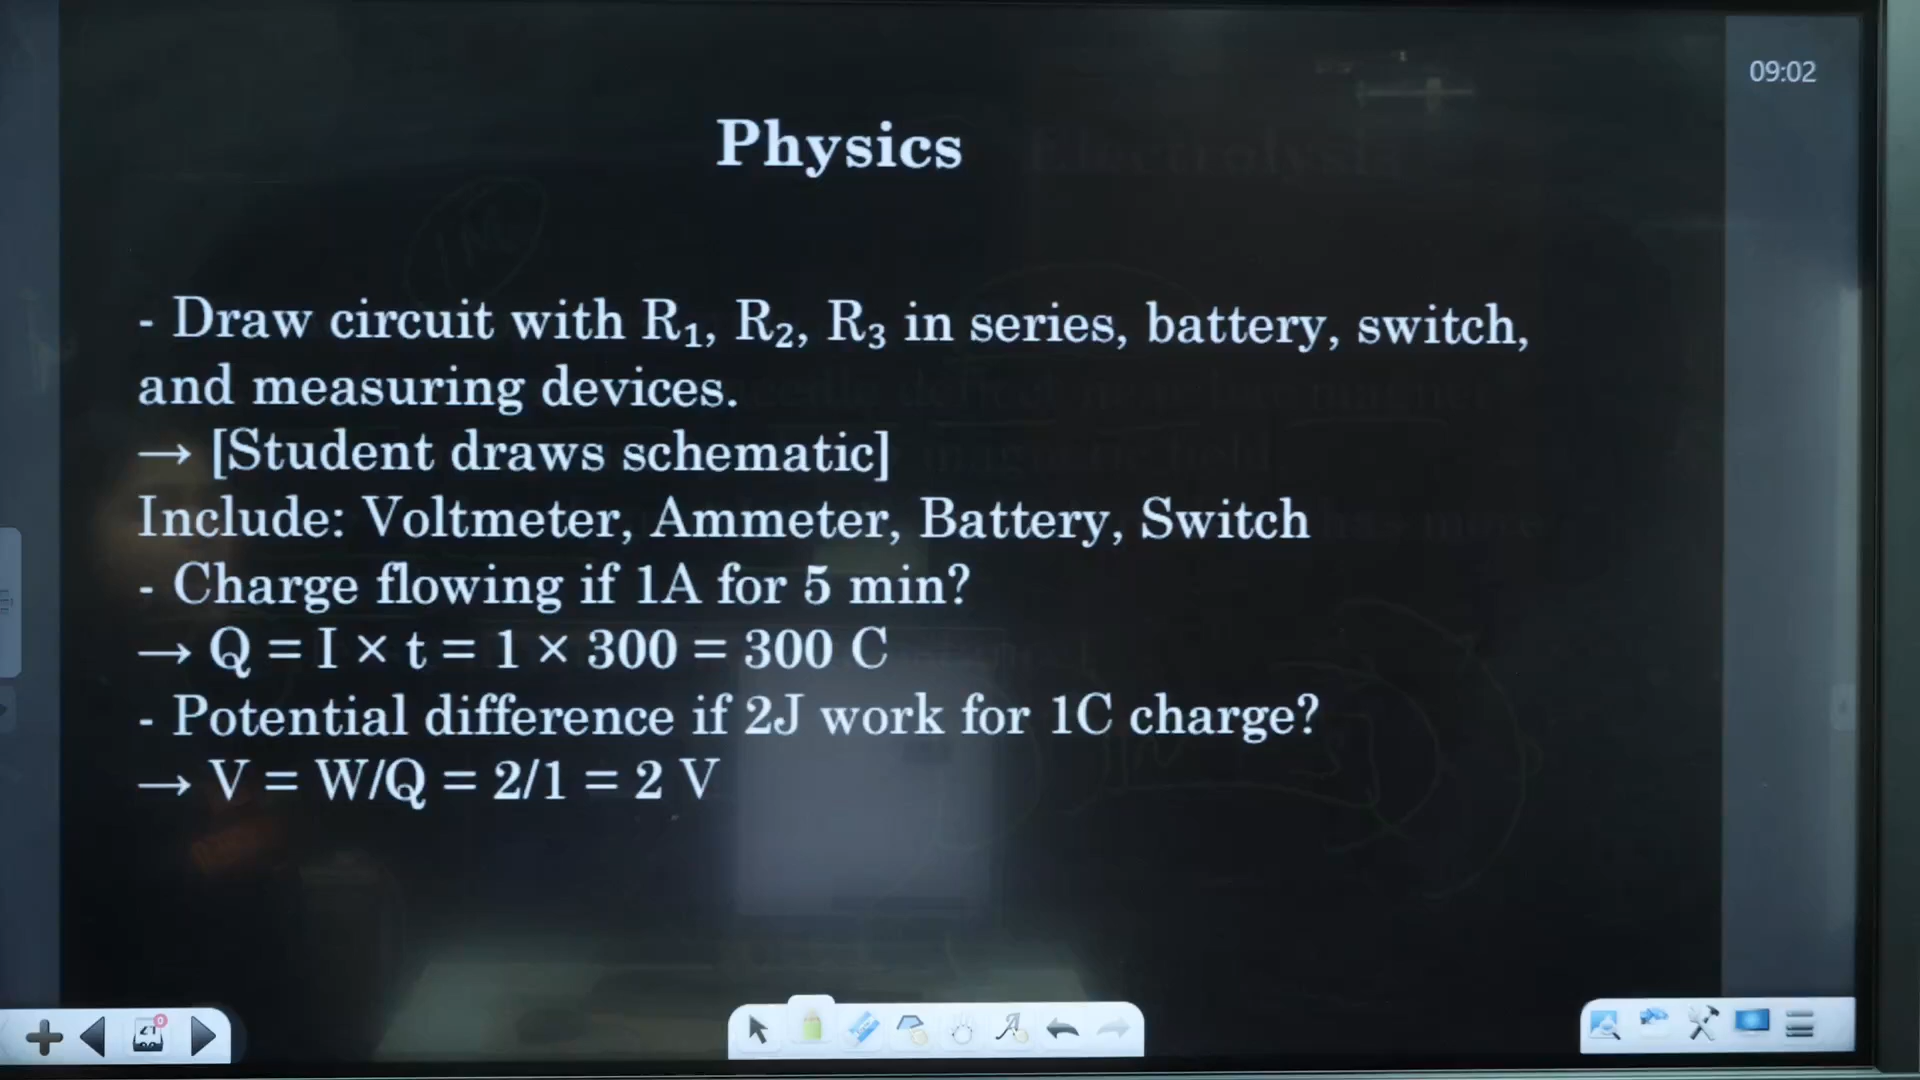 09:02
Physics
- Draw circuit with R₁, R₂, R₃ in series, battery, switch,
and measuring devices.
→ [Student draws schematic]
Include: Voltmeter, Ammeter, Battery, Switch
- Charge flowing if 1A for 5 min?
→ Q = I × t = 1 × 300 = 300 C
- Potential difference if 2J work for 1C charge?
→ V = W/Q = 2/1 = 2 V